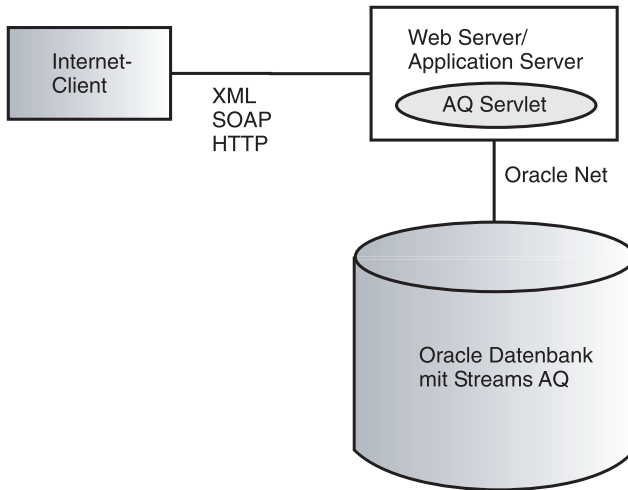 Internet-
Client
XML
SOAP
HTTP
Web Server/
Application Server
AQ Servlet
Oracle Net
Oracle Datenbank
mit Streams AQ